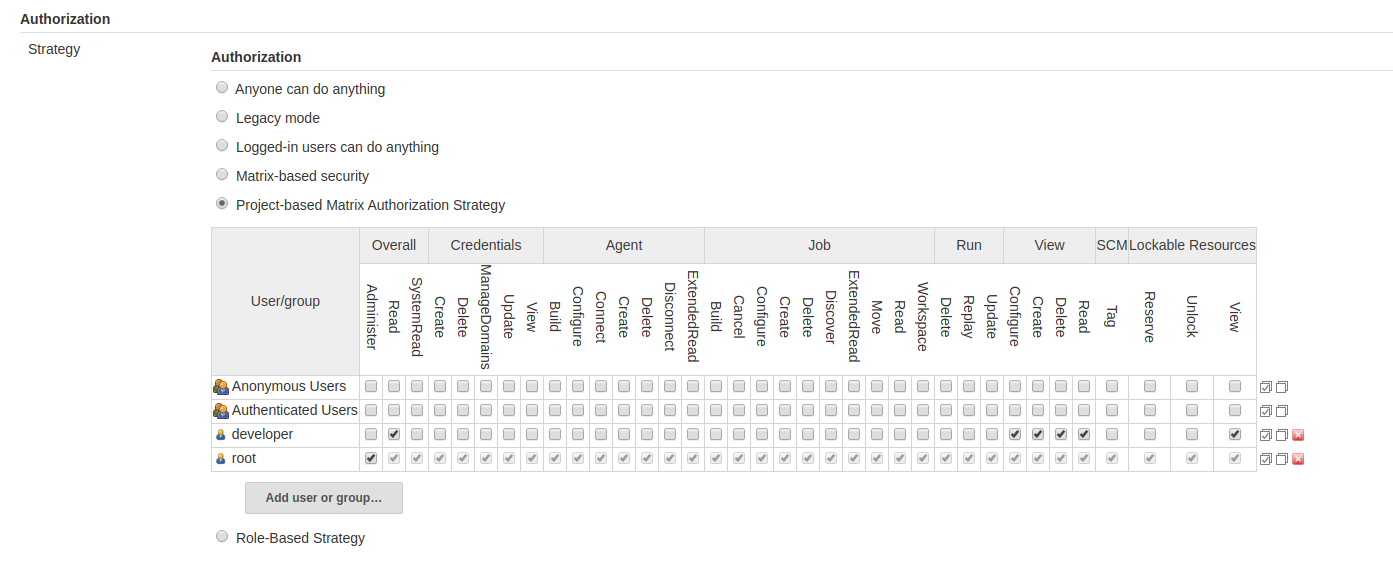 Authorization
Strategy
Authorization
Anyone can do anything
Legacy mode
Logged-in users can do anything
Matrix-based security
Project-based Matrix Authorization Strategy
User/group Overall Credentials Agent Job Run View SCM Lockable Resources
Administer Read SystemRead Create Delete ManageDomains Update View Build Configure Connect Create Delete Disconnect ExtendedRead Build Cancel Configure Create Delete Discover ExtendedRead Move Read Workspace Delete Replay Update Configure Create Delete Read Tag Reserve Unlock View
Anonymous Users
Authenticated Users
developer
root
Add user or group…
Role-Based Strategy